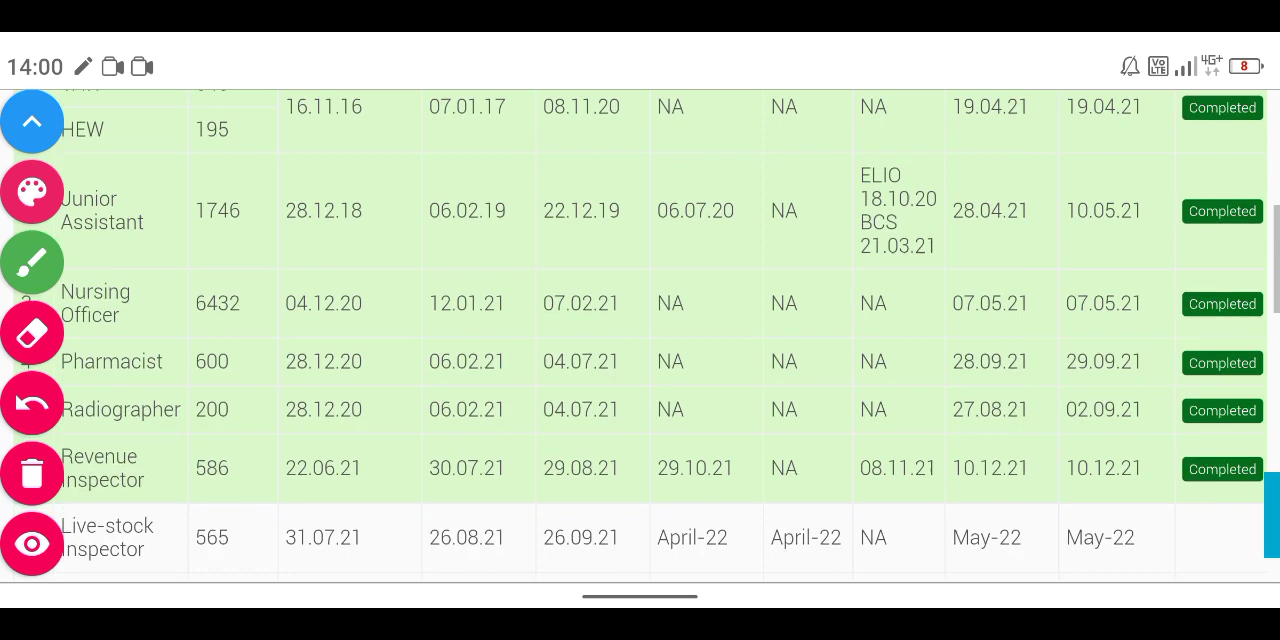 14:00
VoLTE 4G+ 8
16.11.16 07.01.17 08.11.20 NA NA NA 19.04.21 19.04.21 Completed
HEW 195
Junior Assistant 1746 28.12.18 06.02.19 22.12.19 06.07.20 NA ELIO 18.10.20 BCS 21.03.21 28.04.21 10.05.21 Completed
Nursing Officer 6432 04.12.20 12.01.21 07.02.21 NA NA NA 07.05.21 07.05.21 Completed
Pharmacist 600 28.12.20 06.02.21 04.07.21 NA NA NA 28.09.21 29.09.21 Completed
Radiographer 200 28.12.20 06.02.21 04.07.21 NA NA NA 27.08.21 02.09.21 Completed
Revenue Inspector 586 22.06.21 30.07.21 29.08.21 29.10.21 NA 08.11.21 10.12.21 10.12.21 Completed
Live-stock Inspector 565 31.07.21 26.08.21 26.09.21 April-22 April-22 NA May-22 May-22